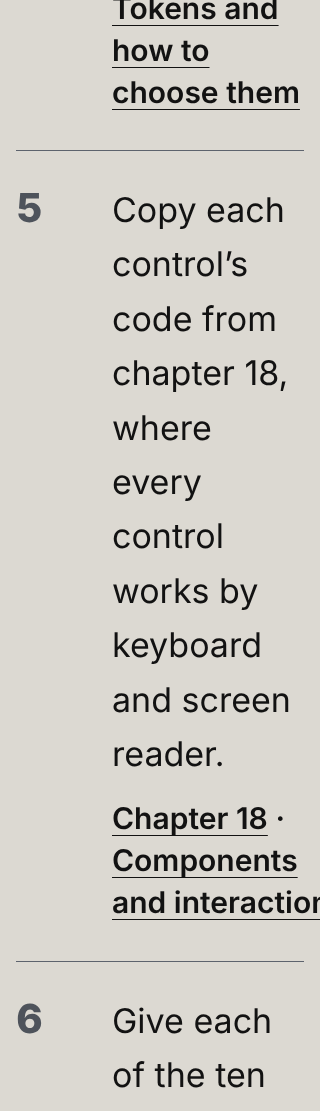 Tokens and
how to
choose them
5
Copy each
control’s
code from
chapter 18,
where
every
control
works by
keyboard
and screen
reader.
Chapter 18 ·
Components
and interaction
6
Give each
of the ten